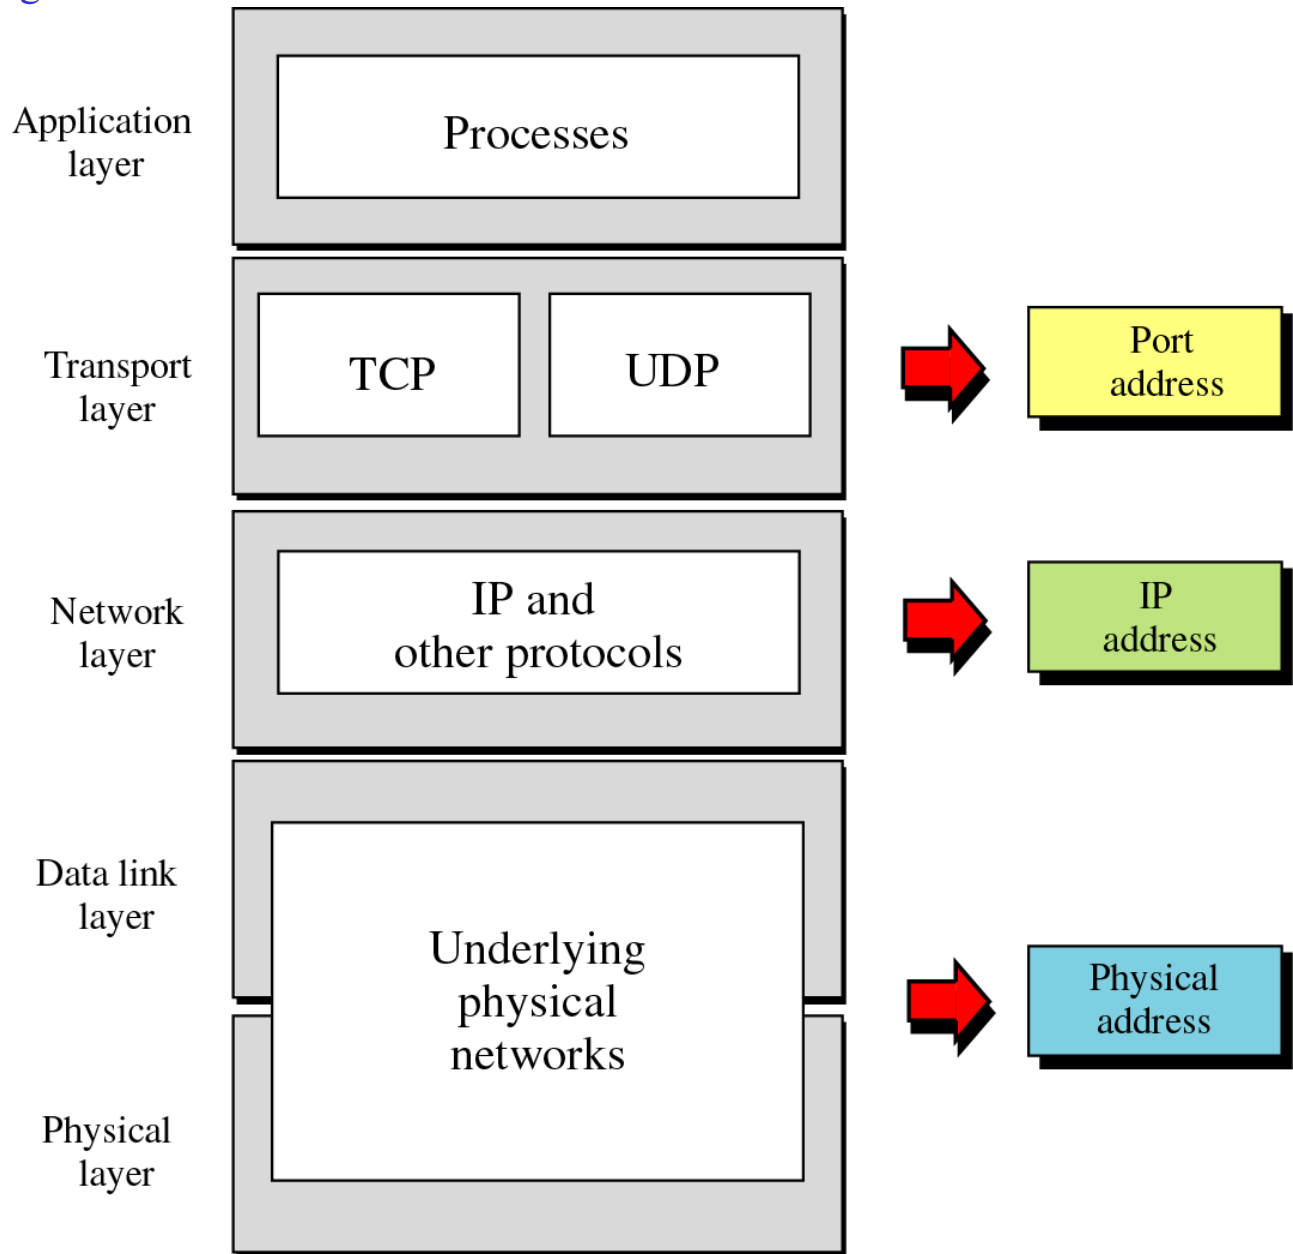 Application
layer
Processes
Transport
layer
TCP
UDP
Port
address
Network
layer
IP and
other protocols
IP
address
Data link
layer
Underlying
physical
networks
Physical
address
Physical
layer